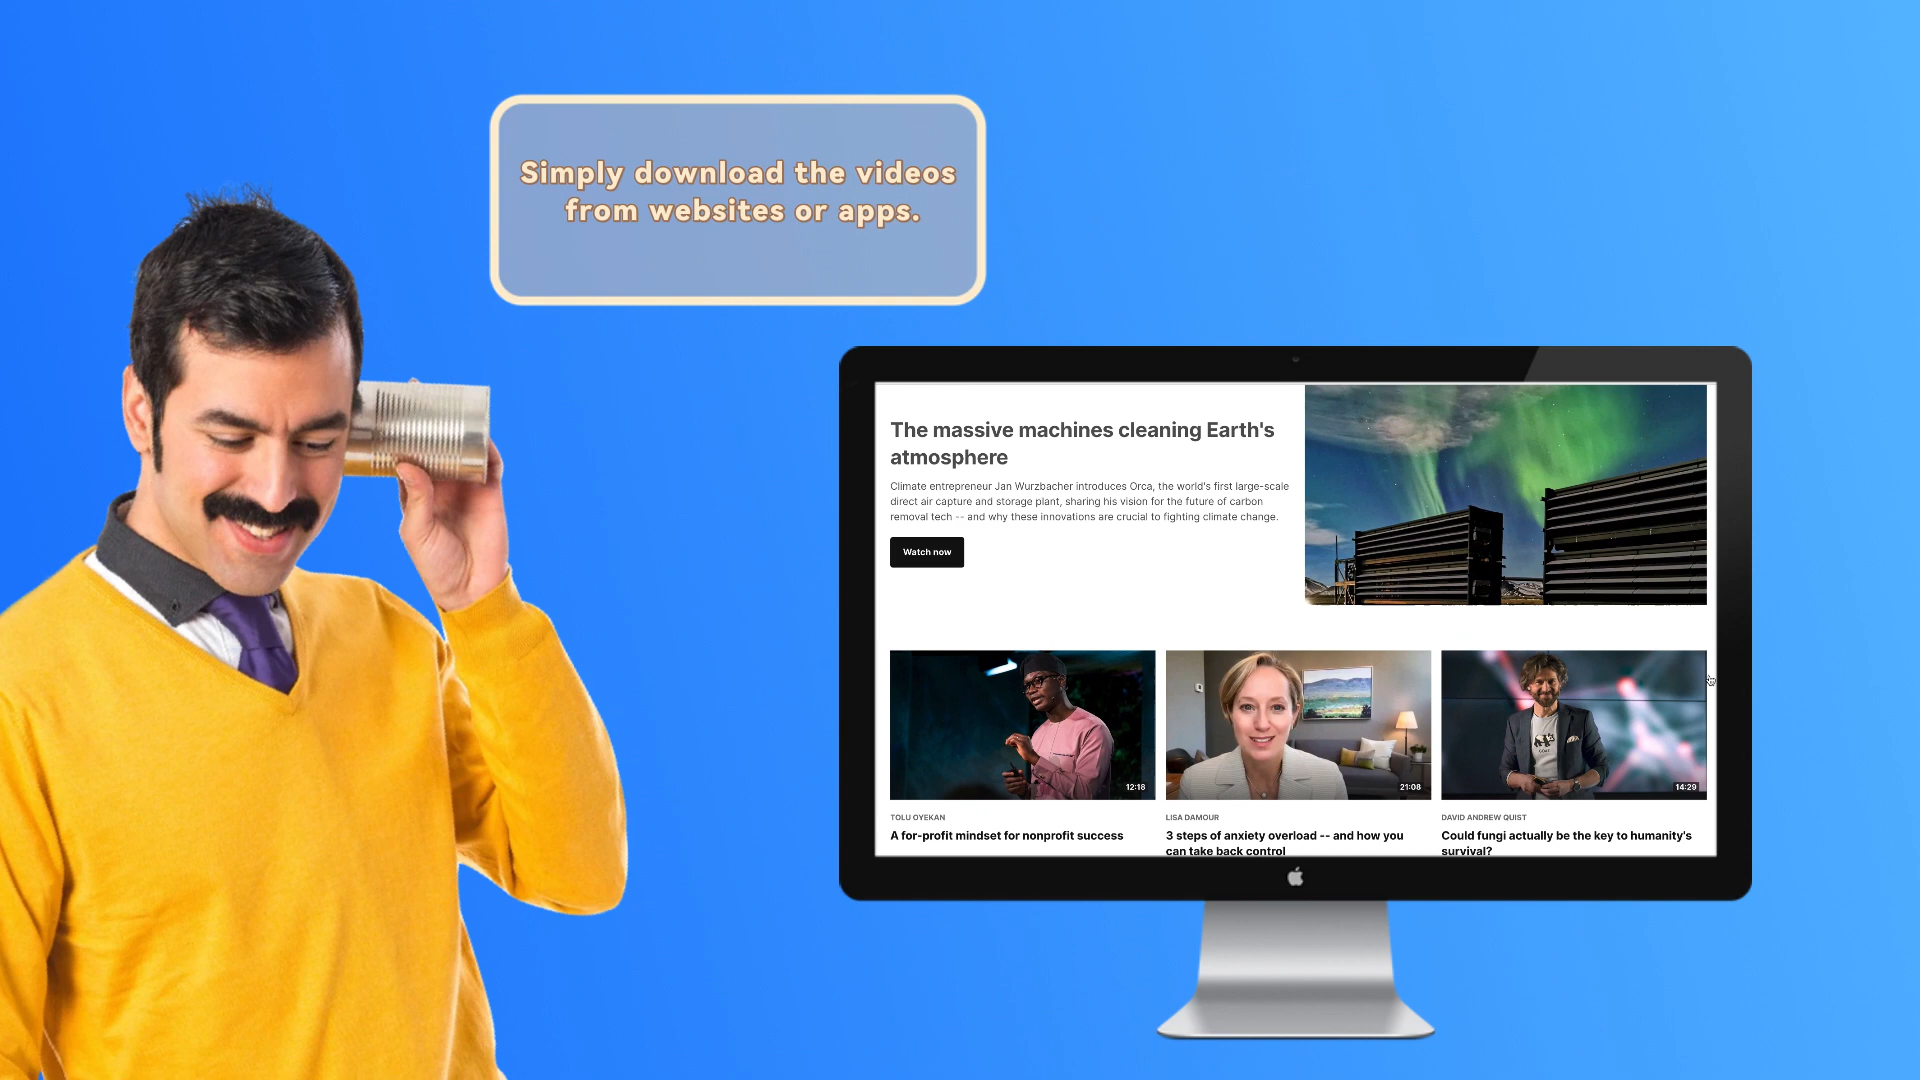 Simply download the videos
from websites or apps.
The massive machines cleaning Earth's
atmosphere
Climate entrepreneur Jan Wurzbacher introduces Orca, the world's first large-scale
direct air capture and storage plant, sharing his vision for the future of carbon
removal tech -- and why these innovations are crucial to fighting climate change.
Watch now
12:18
21:08
14:29
TOLU OYEKAN
A for-profit mindset for nonprofit success
LISA DAMOUR
3 steps of anxiety overload -- and how you
can take back control
DAVID ANDREW QUIST
Could fungi actually be the key to humanity's
survival?